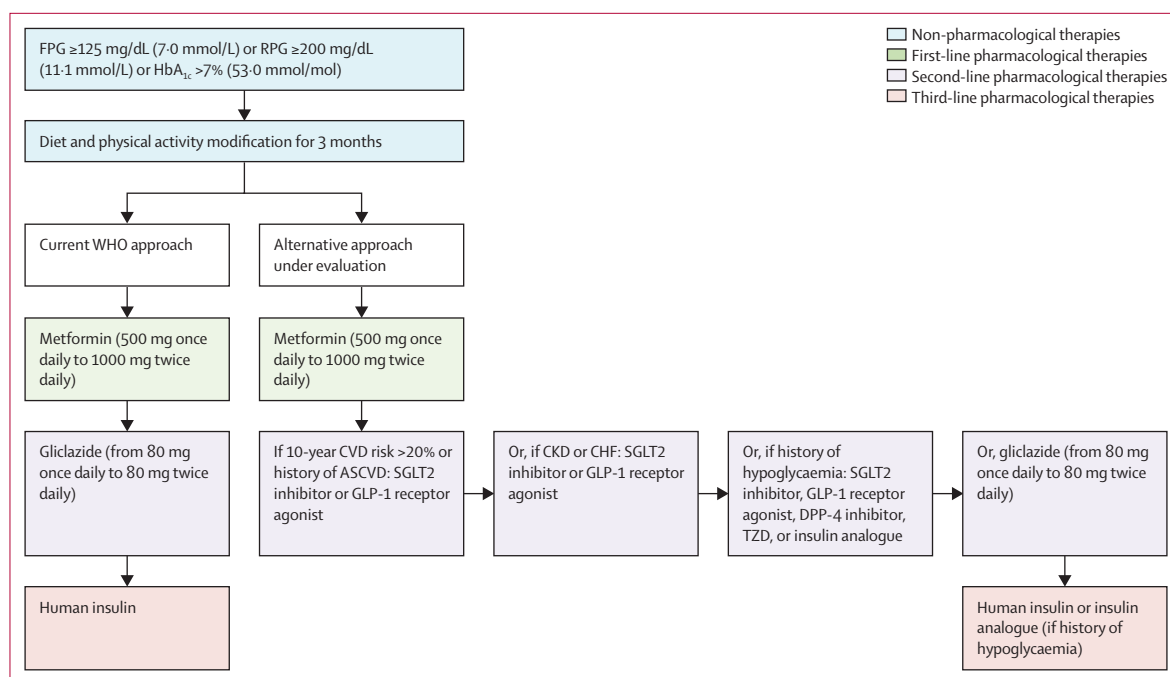 FPG ≥125 mg/dL (7·0 mmol/L) or RPG ≥200 mg/dL
(11·1 mmol/L) or HbA1c >7% (53·0 mmol/mol)
Non-pharmacological therapies
First-line pharmacological therapies
Second-line pharmacological therapies
Third-line pharmacological therapies
Diet and physical activity modification for 3 months
Current WHO approach
Alternative approach
under evaluation
Metformin (500 mg once
daily to 1000 mg twice
daily)
Metformin (500 mg once
daily to 1000 mg twice
daily)
Gliclazide (from 80 mg
once daily to 80 mg twice
daily)
If 10-year CVD risk >20% or
history of ASCVD: SGLT2
inhibitor or GLP-1 receptor
agonist
Or, if CKD or CHF: SGLT2
inhibitor or GLP-1 receptor
agonist
Or, if history of
hypoglycaemia: SGLT2
inhibitor, GLP-1 receptor
agonist, DPP-4 inhibitor,
TZD, or insulin analogue
Or, gliclazide (from 80 mg
once daily to 80 mg twice
daily)
Human insulin
Human insulin or insulin
analogue (if history of
hypoglycaemia)